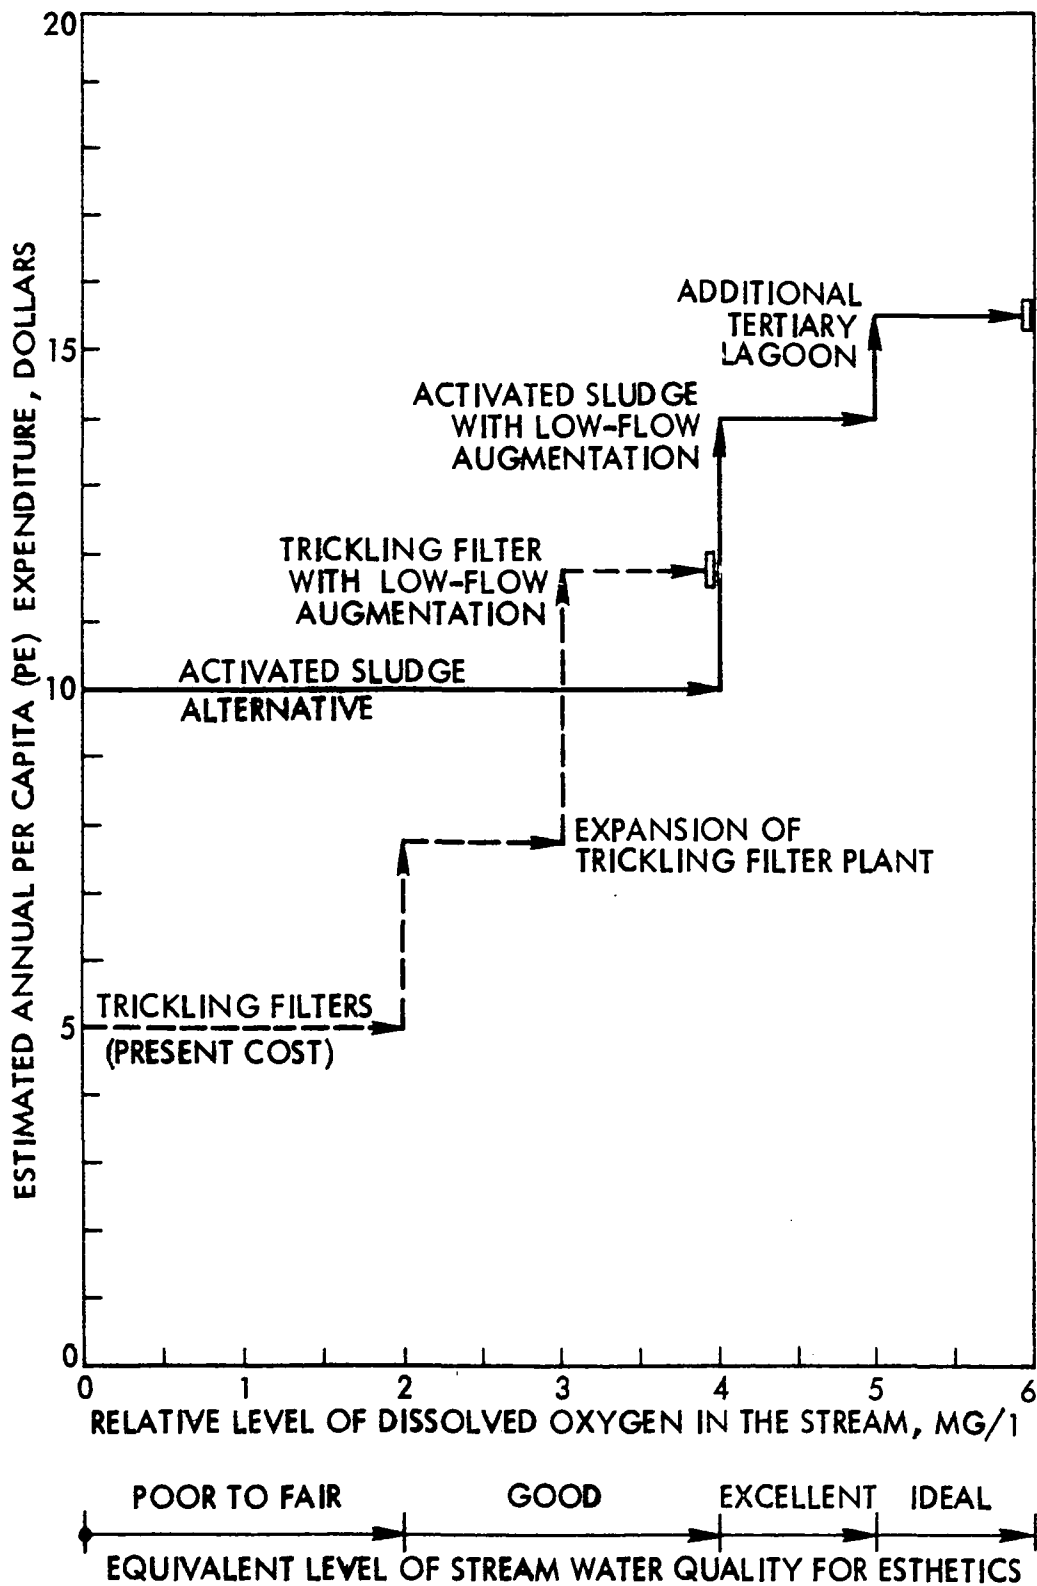 20
15
10
5
0
ESTIMATED ANNUAL PER CAPITA (PE) EXPENDITURE, DOLLARS
ADDITIONAL
TERTIARY
LAGOON
ACTIVATED SLUDGE
WITH LOW-FLOW
AUGMENTATION
TRICKLING FILTER
WITH LOW-FLOW
AUGMENTATION
ACTIVATED SLUDGE
ALTERNATIVE
EXPANSION OF
TRICKLING FILTER PLANT
TRICKLING FILTERS
(PRESENT COST)
0 1 2 3 4 5 6
RELATIVE LEVEL OF DISSOLVED OXYGEN IN THE STREAM, MG/1
POOR TO FAIR GOOD EXCELLENT IDEAL
EQUIVALENT LEVEL OF STREAM WATER QUALITY FOR ESTHETICS